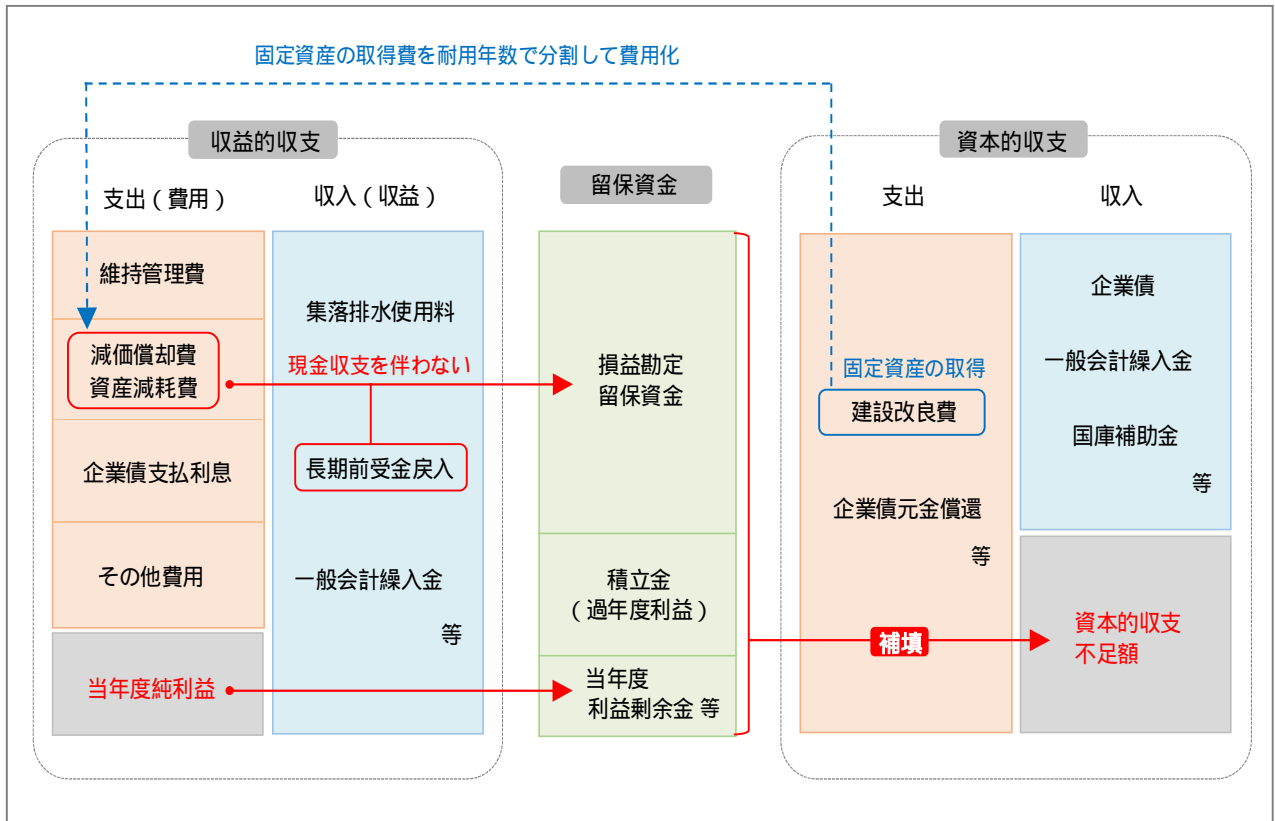 固定資産の取得費を耐用年数で分割して費用化
収益的収支
支出（費用）
収入（収益）
維持管理費
減価償却費
資産減耗費
企業債支払利息
その他費用
当年度純利益
集落排水使用料
現金収支を伴わない
長期前受金戻入
一般会計繰入金
等
留保資金
損益勘定
留保資金
積立金
（過年度利益）
当年度
利益剰余金 等
補填
資本的収支
支出
収入
固定資産の取得
建設改良費
企業債元金償還
等
企業債
一般会計繰入金
国庫補助金
等
資本的収支
不足額